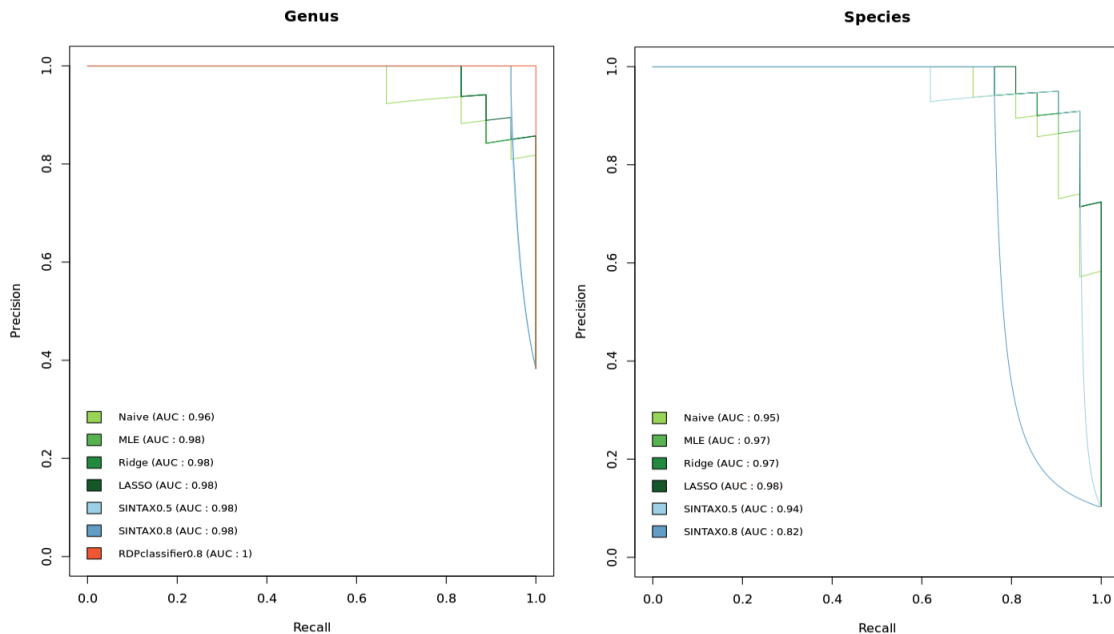 Genus
1.0
0.8
0.6
0.4
0.2
0.0
Precision
Naive (AUC : 0.96)
MLE (AUC : 0.98)
Ridge (AUC : 0.98)
LASSO (AUC : 0.98)
SINTAX0.5 (AUC : 0.98)
SINTAX0.8 (AUC : 0.98)
RDPclassifier0.8 (AUC : 1)
0.0 0.2 0.4 0.6 0.8 1.0
Recall
Species
1.0
0.8
0.6
0.4
0.2
0.0
Precision
Naive (AUC : 0.95)
MLE (AUC : 0.97)
Ridge (AUC : 0.97)
LASSO (AUC : 0.98)
SINTAX0.5 (AUC : 0.94)
SINTAX0.8 (AUC : 0.82)
0.0 0.2 0.4 0.6 0.8 1.0
Recall